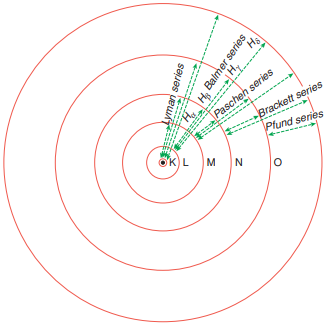 Lyman series
Balmer series
Hα
Hβ
Hγ
Hδ
Paschen series
Brackett series
Pfund series
K L M N O